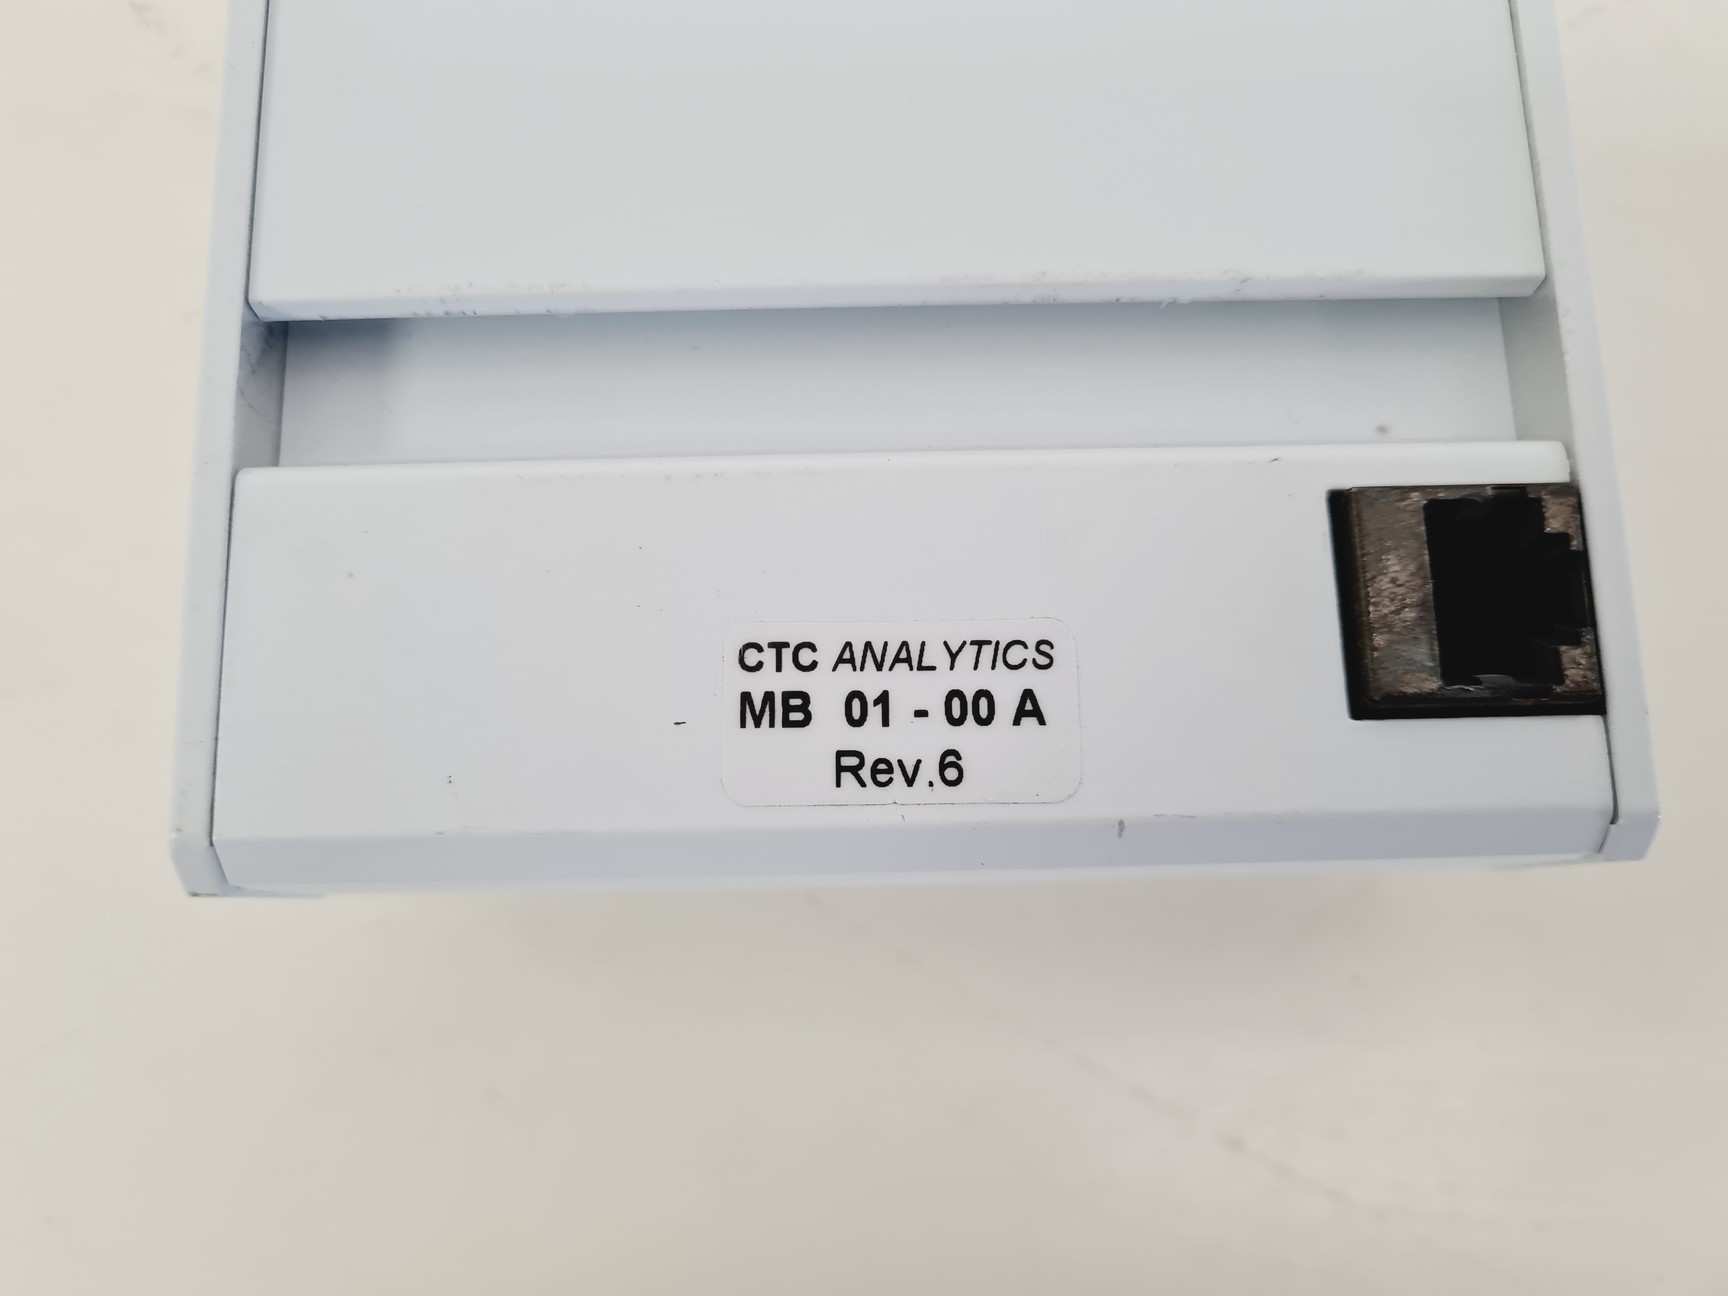 CTC ANALYTICS
MB 01 - 00 A
Rev.6